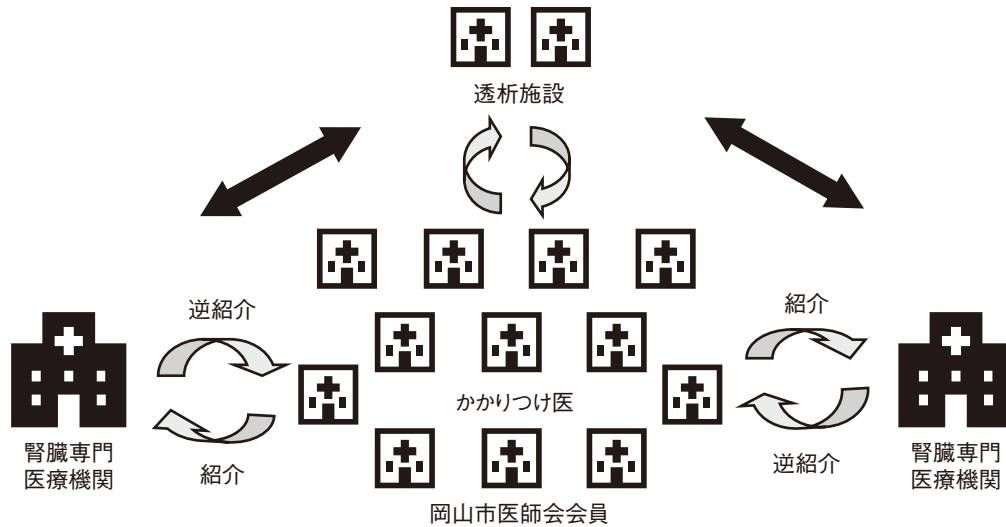 透析施設
逆紹介
紹介
腎臓専門
医療機関
かかりつけ医
紹介
逆紹介
腎臓専門
医療機関
岡山市医師会会員